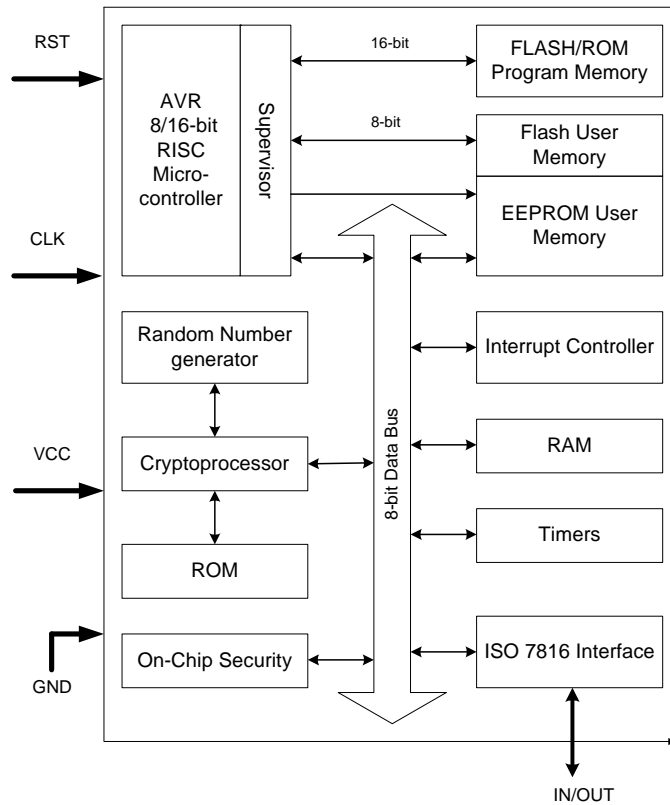 RST
CLK
VCC
GND
AVR
8/16-bit
RISC
Micro-
controller
Supervisor
16-bit
8-bit
FLASH/ROM
Program Memory
Flash User
Memory
EEPROM User
Memory
Random Number
generator
Cryptoprocessor
ROM
On-Chip Security
8-bit Data Bus
Interrupt Controller
RAM
Timers
ISO 7816 Interface
IN/OUT